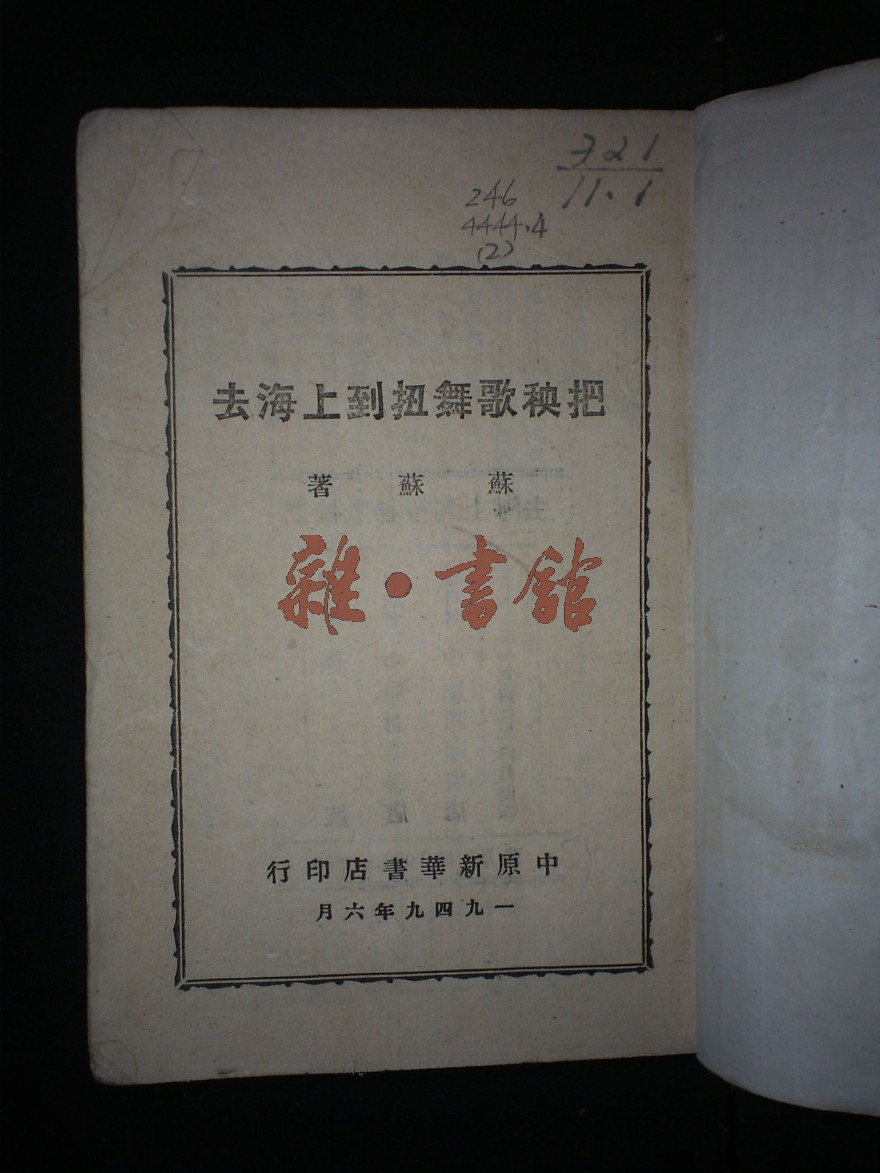 321
11.1
246
4444.4
(2)
把秧歌舞扭到上海去
蘇蘇著
雜·書舘
中原新華書店印行
一九四九年六月